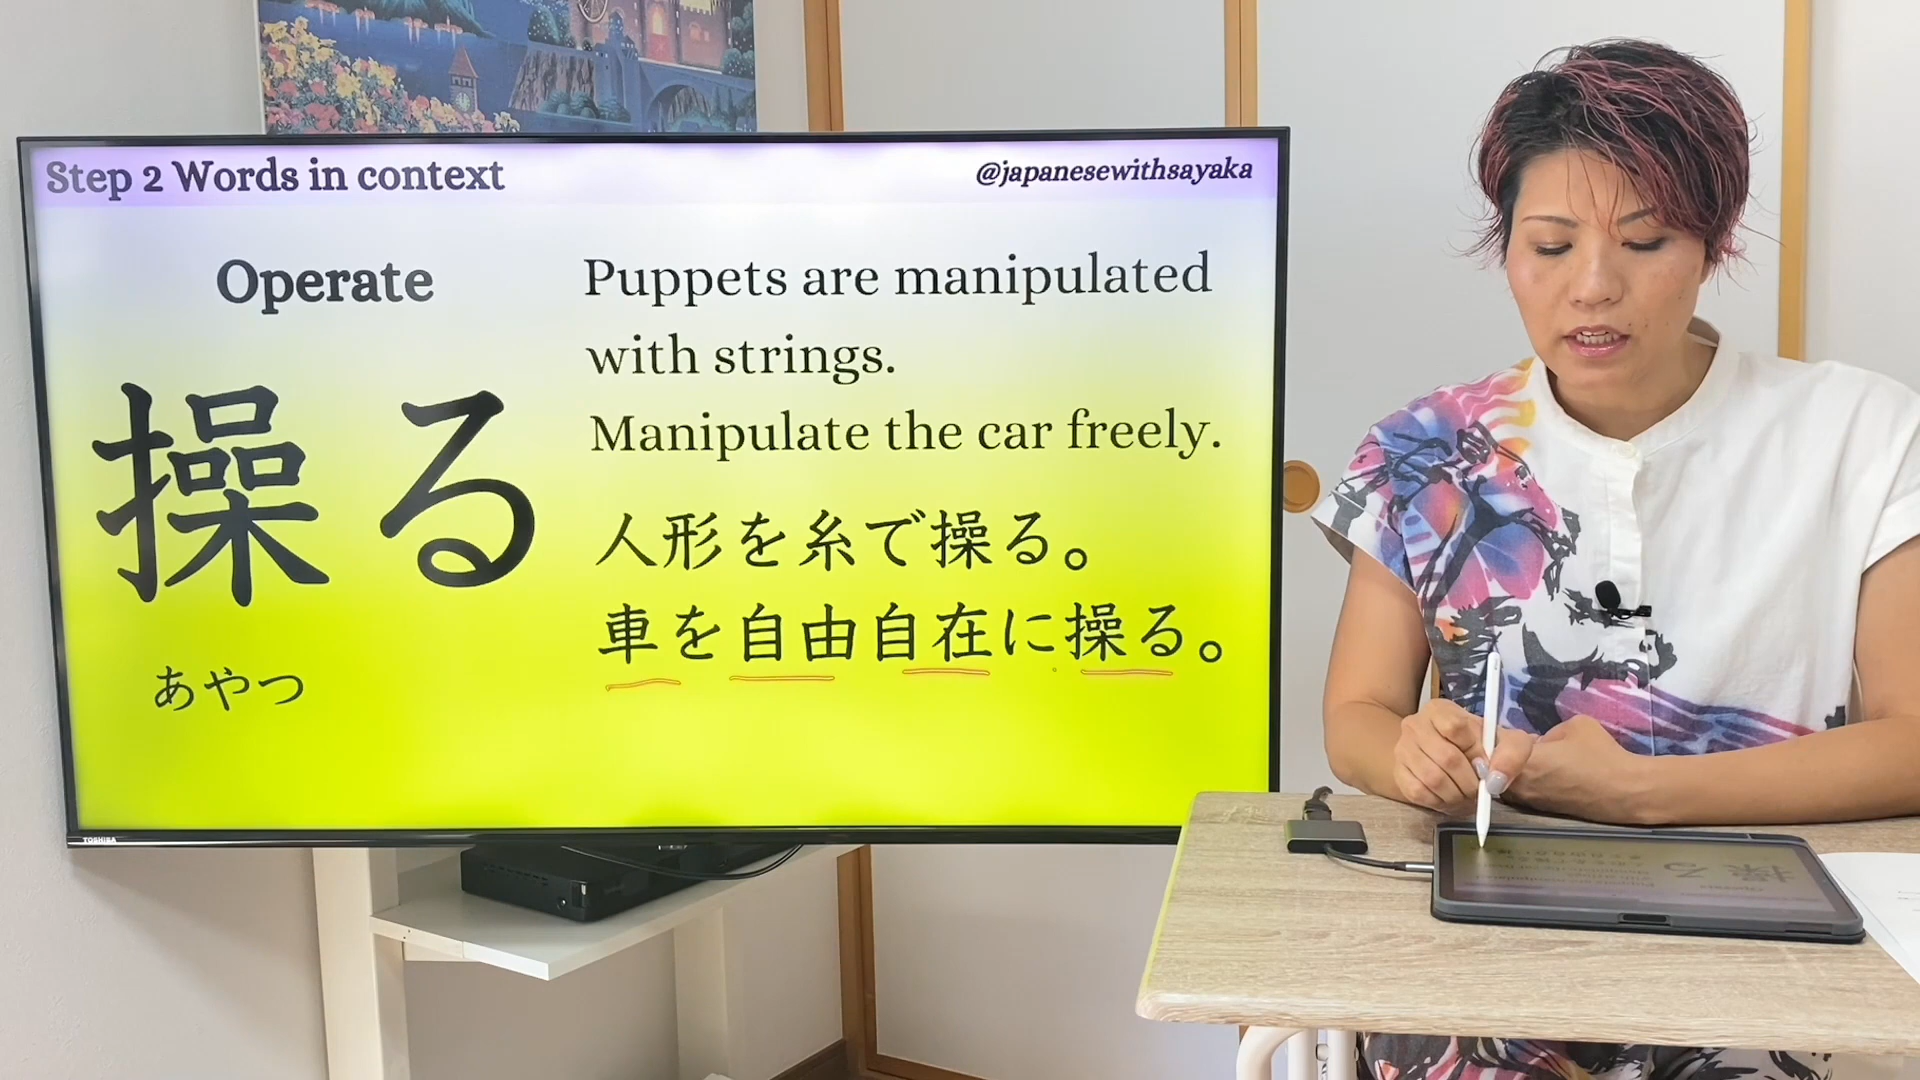 Step 2 Words in context
@japanesewithsayaka
Operate
操る
あやつ
Puppets are manipulated
with strings.
Manipulate the car freely.
人形を糸で操る。
車を自由自在に操る。
TOSHIBA